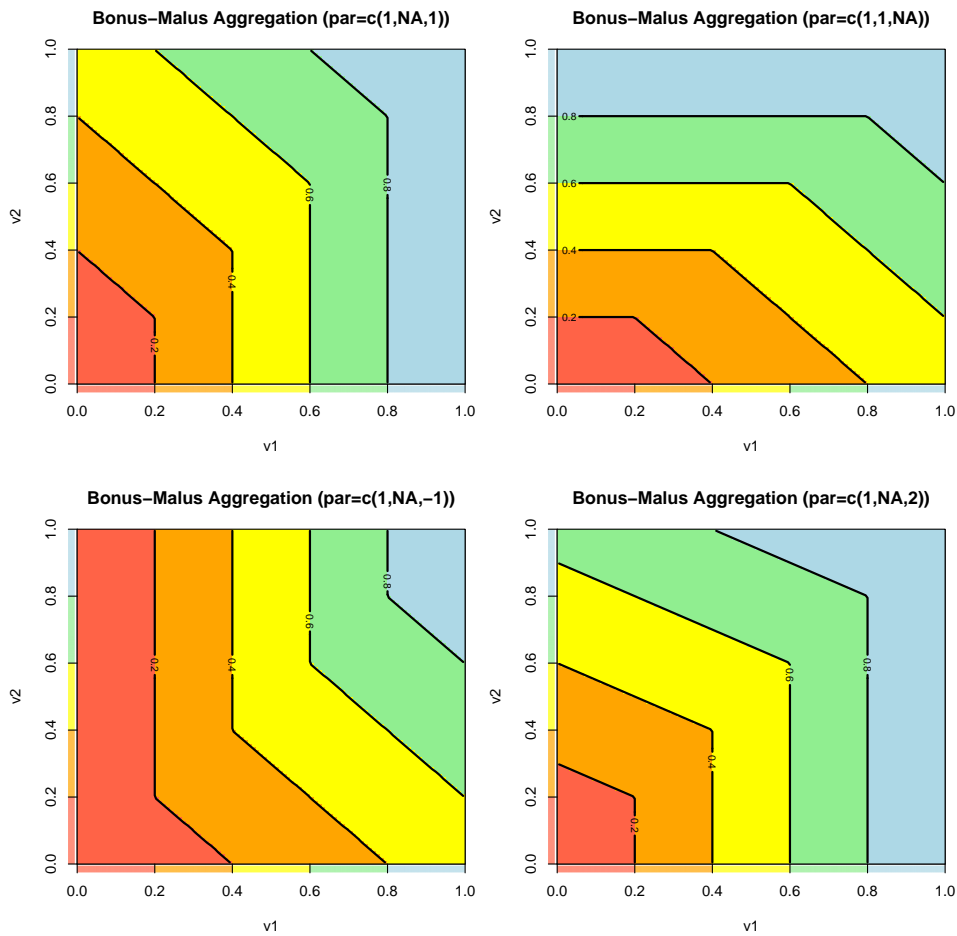 Bonus−Malus Aggregation (par=c(1,NA,1))
1.0
0.8
0.6
0.4
0.2
0.0
v2
0.2
0.4
0.6
0.8
0.0 0.2 0.4 0.6 0.8 1.0
v1
Bonus−Malus Aggregation (par=c(1,1,NA))
1.0
0.8
0.6
0.4
0.2
0.0
v2
0.8
0.6
0.4
0.2
0.0 0.2 0.4 0.6 0.8 1.0
v1
Bonus−Malus Aggregation (par=c(1,NA,−1))
1.0
0.8
0.6
0.4
0.2
0.0
v2
0.2
0.4
0.6
0.8
0.0 0.2 0.4 0.6 0.8 1.0
v1
Bonus−Malus Aggregation (par=c(1,NA,2))
1.0
0.8
0.6
0.4
0.2
0.0
v2
0.2
0.4
0.6
0.8
0.0 0.2 0.4 0.6 0.8 1.0
v1